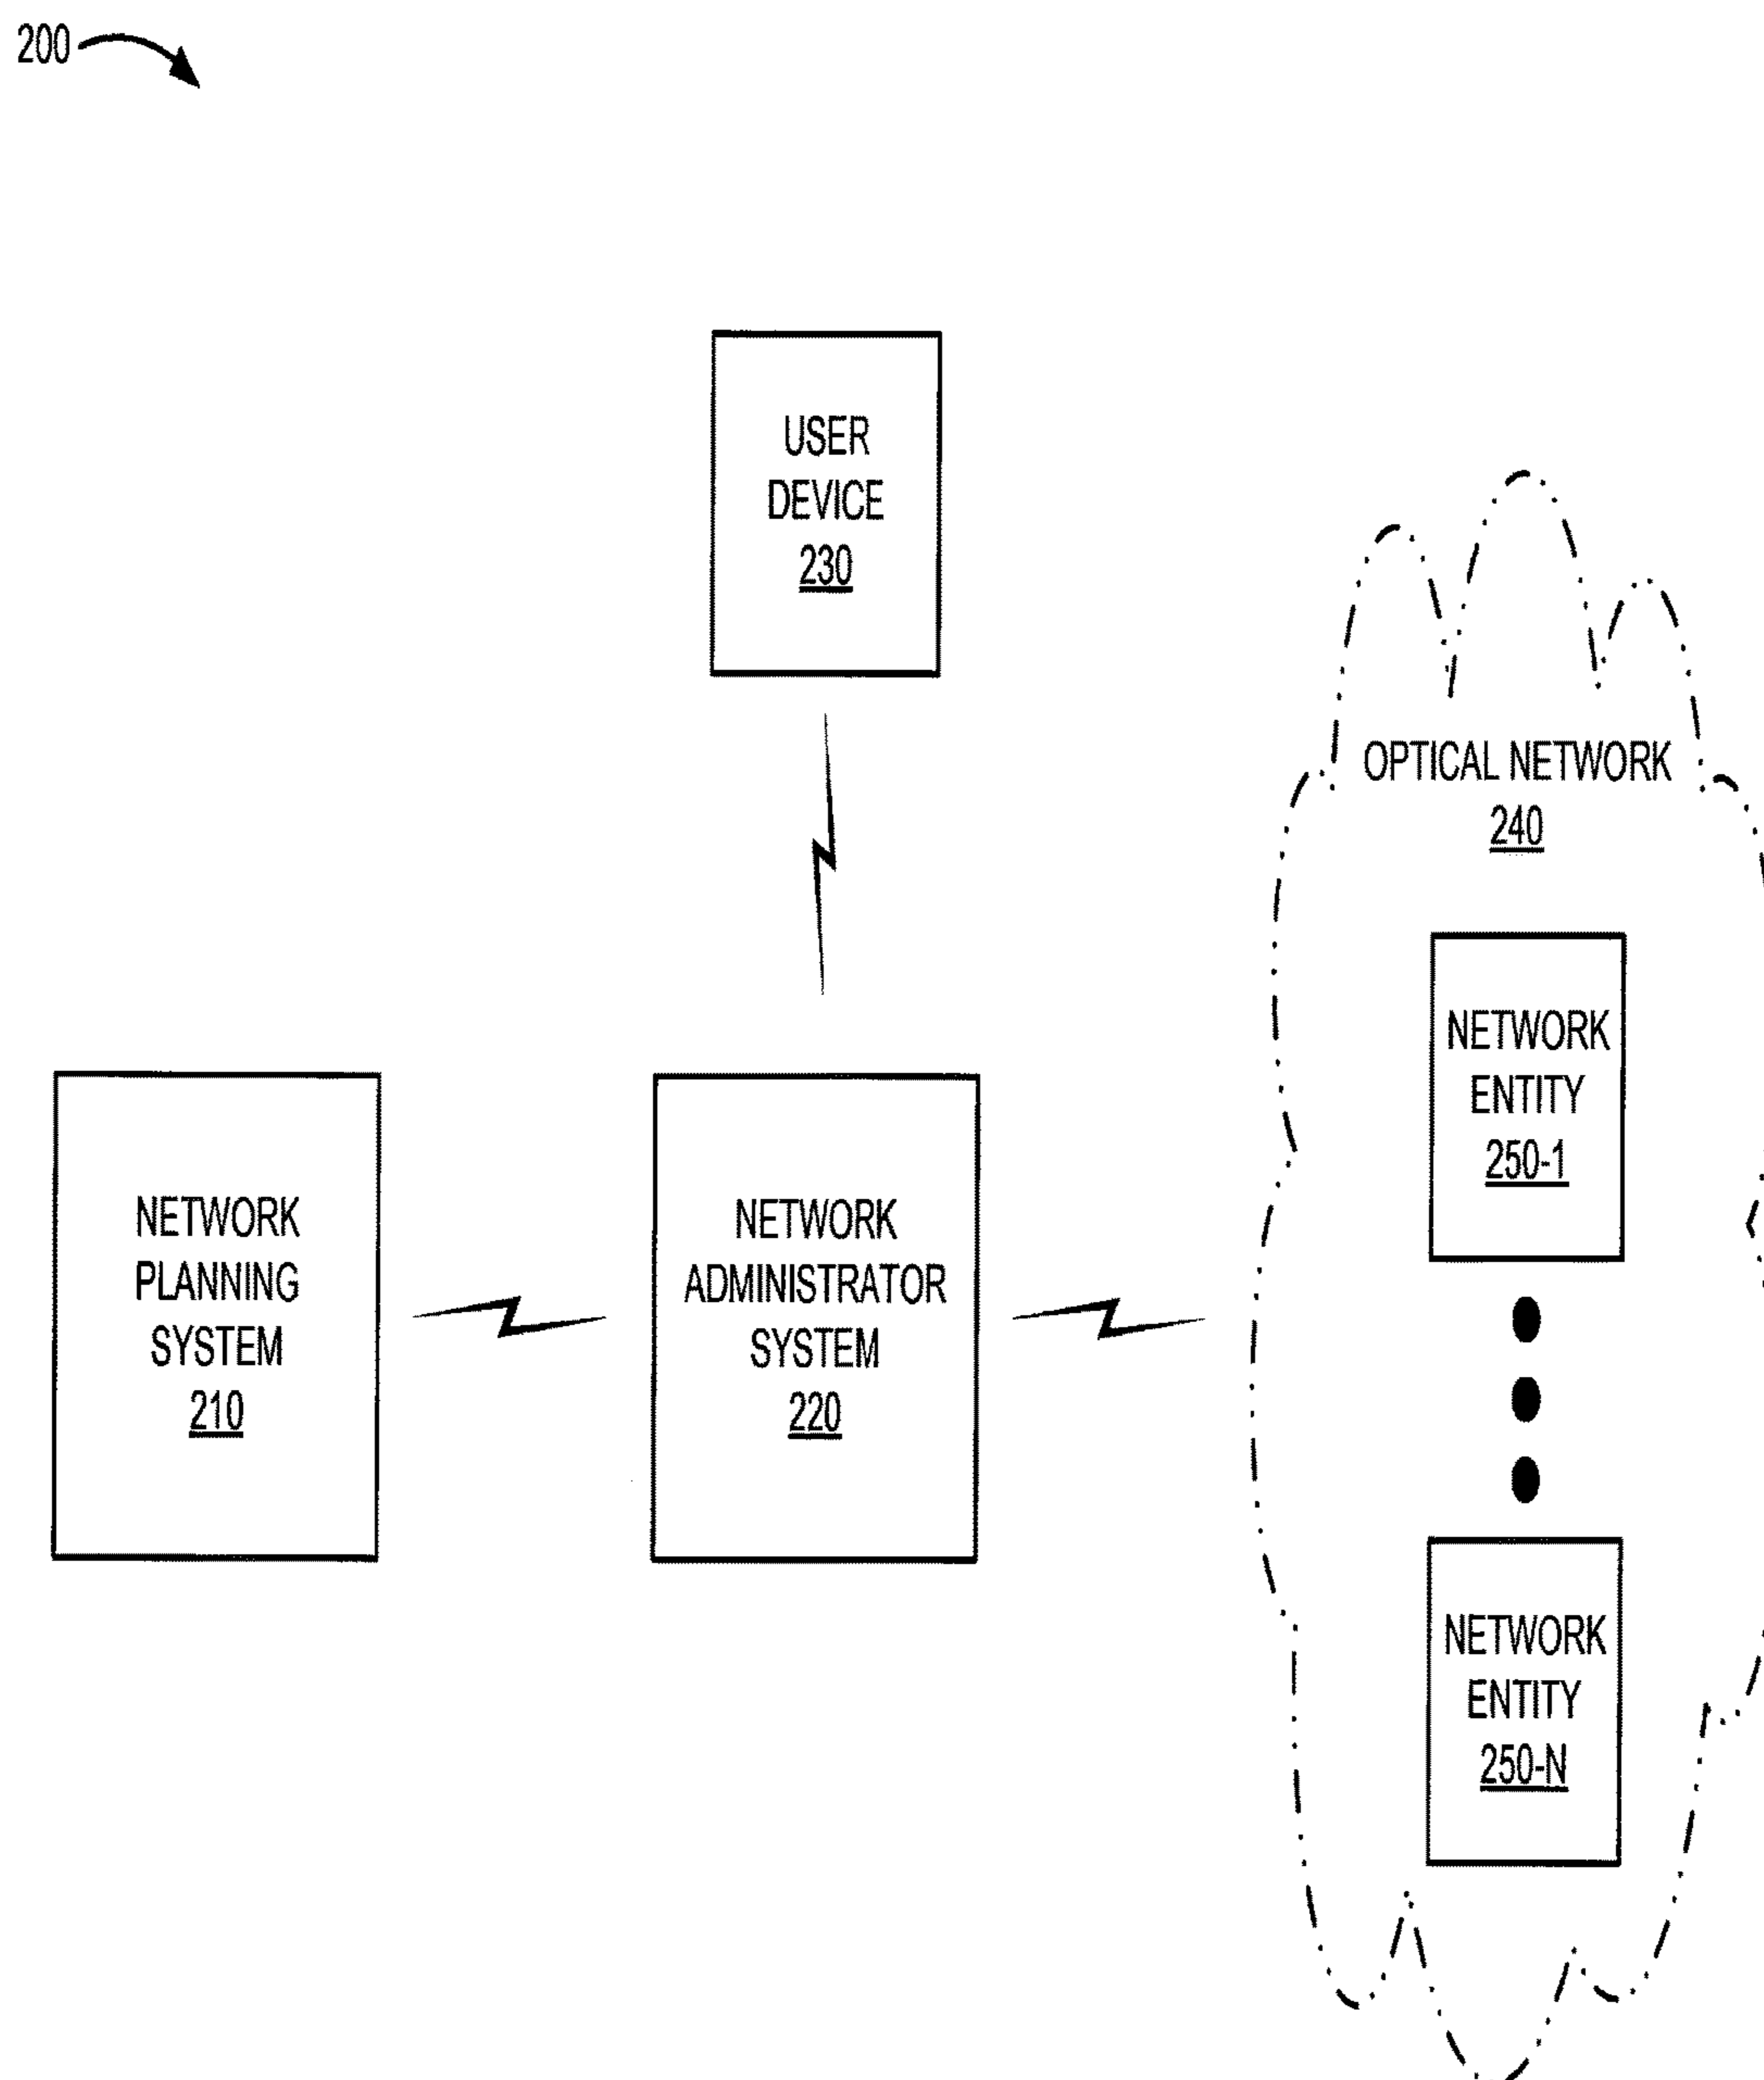 200
USER
DEVICE
230
OPTICAL NETWORK
240
NETWORK
ENTITY
250-1
NETWORK
PLANNING
SYSTEM
210
NETWORK
ADMINISTRATOR
SYSTEM
220
NETWORK
ENTITY
250-N